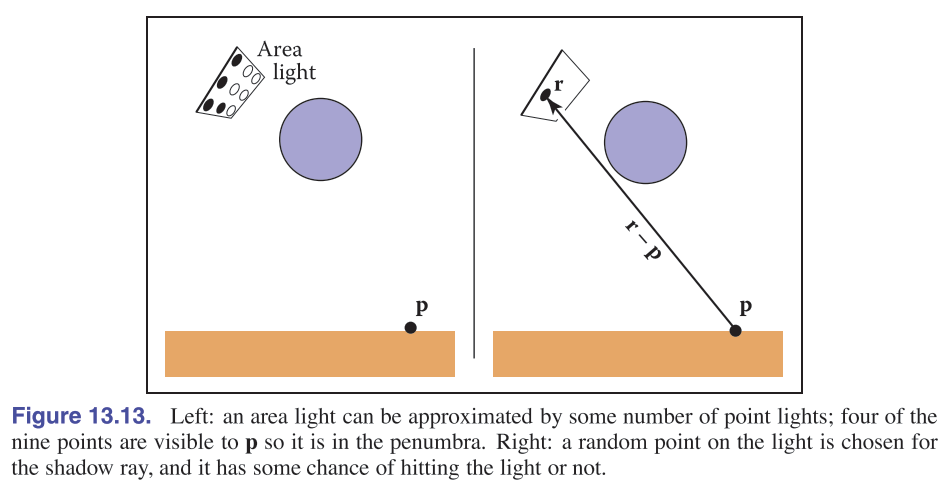 Area
light
p
r
r – p
p
Figure 13.13. Left: an area light can be approximated by some number of point lights; four of the
nine points are visible to p so it is in the penumbra. Right: a random point on the light is chosen for
the shadow ray, and it has some chance of hitting the light or not.